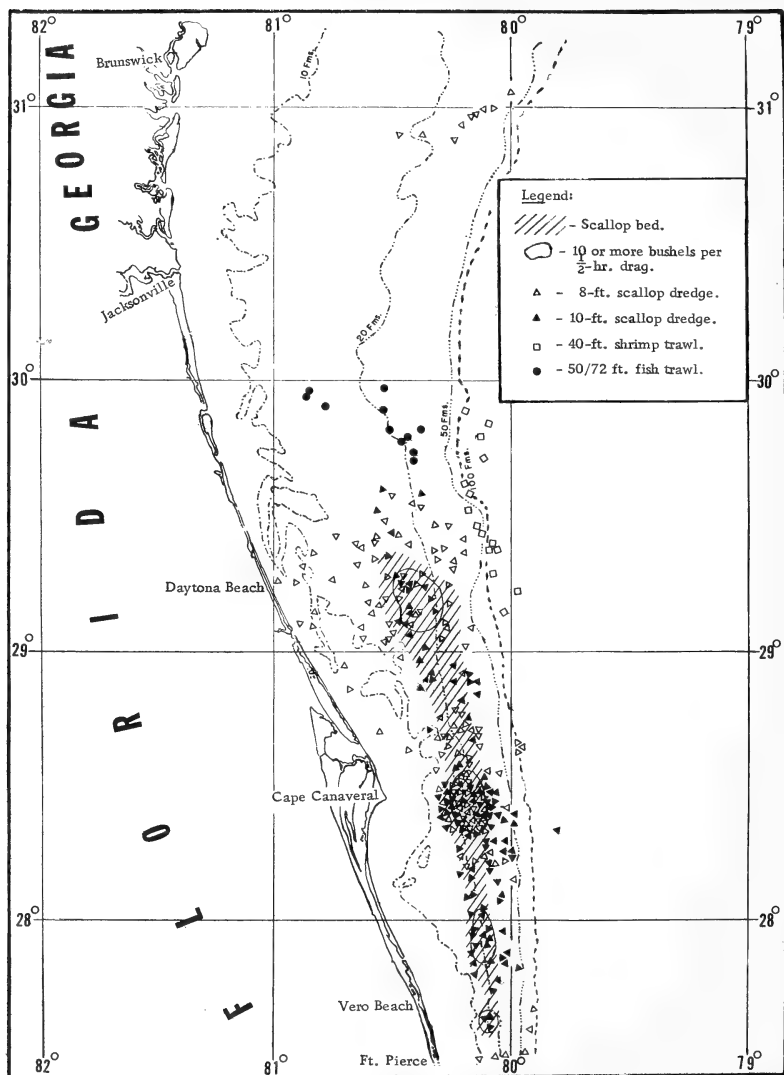 82° 81° 80° 79°
GEORGIA
Brunswick
10 Fms.
31° 31°
Legend:
- Scallop bed.
- 10 or more bushels per
1/2-hr. drag.
- 8-ft. scallop dredge.
- 10-ft. scallop dredge.
- 40-ft. shrimp trawl.
- 50/72 ft. fish trawl.
Jacksonville
20 Fms.
30° 30°
50 Fms.
100 Fms.
FLORIDA
Daytona Beach
29° 29°
Cape Canaveral
28° 28°
Vero Beach
Ft. Pierce
82° 81° 80° 79°